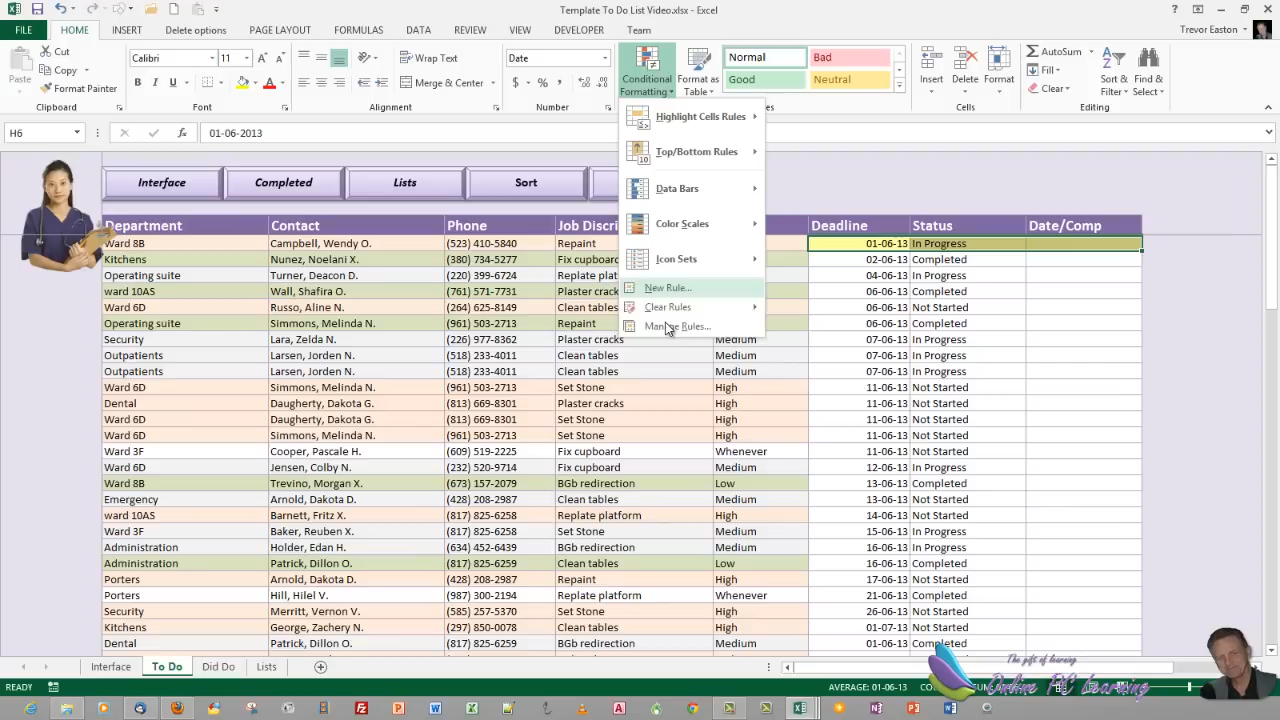 Template To Do List Video.xlsx - Excel
FILE HOME INSERT Delete options PAGE LAYOUT FORMULAS DATA REVIEW VIEW DEVELOPER Team Trevor Easton
Paste Cut Copy Format Painter Clipboard
Calibri 11 B I U Font
Wrap Text Merge & Center Alignment
Date $ % , Number
Conditional Formatting Format as Table
Normal Bad Good Neutral
Insert Delete Format Cells
AutoSum Fill Clear Sort & Filter Find & Select Editing
H6 fx 01-06-2013
Highlight Cells Rules
Top/Bottom Rules
Data Bars
Color Scales
Icon Sets
New Rule...
Clear Rules
Manage Rules...
Interface Completed Lists Sort
Department Contact Phone Job Discri Deadline Status Date/Comp
Ward 8B Campbell, Wendy O. (523) 410-5840 Repaint 01-06-13 In Progress
Kitchens Nunez, Noelani X. (380) 734-5277 Fix cupboard 02-06-13 Completed
Operating suite Turner, Deacon D. (220) 399-6724 Replate platf 04-06-13 In Progress
ward 10AS Wall, Shafira O. (761) 571-7731 Plaster crack 06-06-13 Completed
Ward 6D Russo, Aline N. (264) 625-8149 Clean tables 06-06-13 Not Started
Operating suite Simmons, Melinda N. (961) 503-2713 Repaint 06-06-13 Completed
Security Lara, Zelda N. (226) 977-8362 Plaster cracks Medium 07-06-13 In Progress
Outpatients Larsen, Jorden N. (518) 233-4011 Clean tables Medium 07-06-13 In Progress
Outpatients Larsen, Jorden N. (518) 233-4011 Clean tables Medium 07-06-13 In Progress
Ward 6D Simmons, Melinda N. (961) 503-2713 Set Stone High 11-06-13 Not Started
Dental Daugherty, Dakota G. (813) 669-8301 Plaster cracks High 11-06-13 Not Started
Ward 6D Daugherty, Dakota G. (813) 669-8301 Set Stone High 11-06-13 Not Started
Ward 6D Simmons, Melinda N. (961) 503-2713 Set Stone High 11-06-13 Not Started
Ward 3F Cooper, Pascale H. (609) 519-2225 Fix cupboard Whenever 11-06-13 Not Started
Ward 6D Jensen, Colby N. (232) 520-9714 Fix cupboard Medium 12-06-13 In Progress
Ward 8B Trevino, Morgan X. (673) 157-2079 BGb redirection Low 13-06-13 Completed
Emergency Arnold, Dakota D. (428) 208-2987 Clean tables Medium 13-06-13 Not Started
ward 10AS Barnett, Fritz X. (817) 825-6258 Replate platform High 14-06-13 Not Started
Ward 3F Baker, Reuben X. (817) 825-6258 Set Stone Medium 15-06-13 In Progress
Administration Holder, Edan H. (634) 452-6439 BGb redirection Medium 16-06-13 In Progress
Administration Patrick, Dillon O. (817) 825-6259 Clean tables Low 16-06-13 Completed
Porters Arnold, Dakota D. (428) 208-2987 Repaint High 17-06-13 Not Started
Porters Hill, Hilel V. (987) 300-2194 Replate platform Whenever 21-06-13 Completed
Security Merritt, Vernon V. (585) 257-5370 Set Stone High 26-06-13 Not Started
Kitchens George, Zachery N. (297) 850-0078 Clean tables High 01-07-13 Not Started
Dental Patrick, Dillon O. (817) 825-6259 BGb redirection Medium 01-06-13 Completed
Interface To Do Did Do Lists
The gift of learning
Online PC Learning
READY AVERAGE: 01-06-13